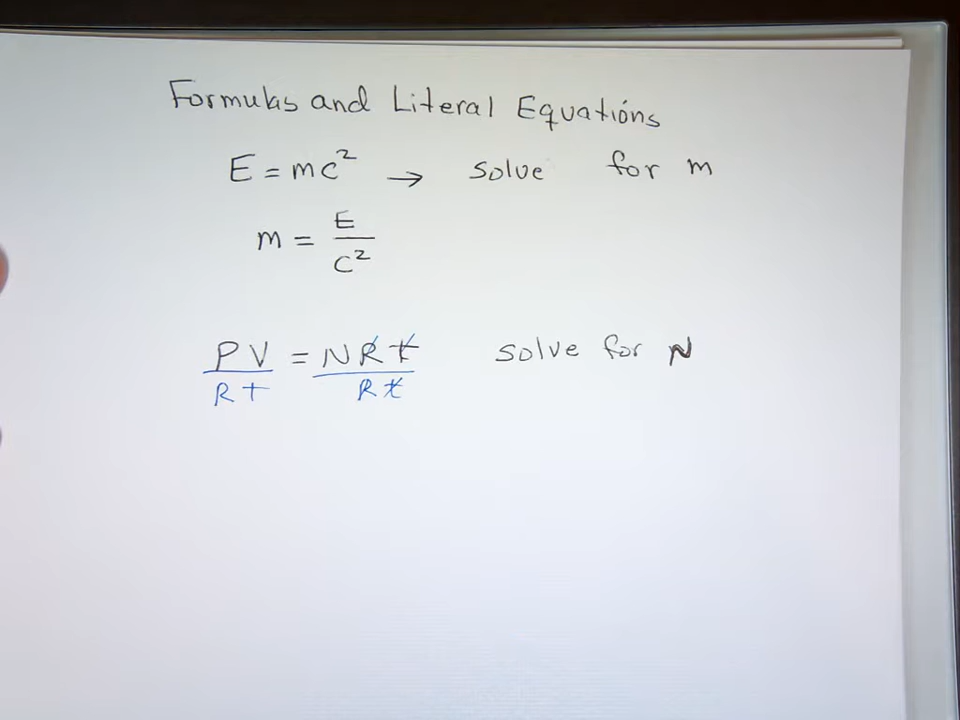 Formulas and Literal Equations
E = mc² → solve for m
m = E / c²
PV = NRt solve for N
Rt Rt